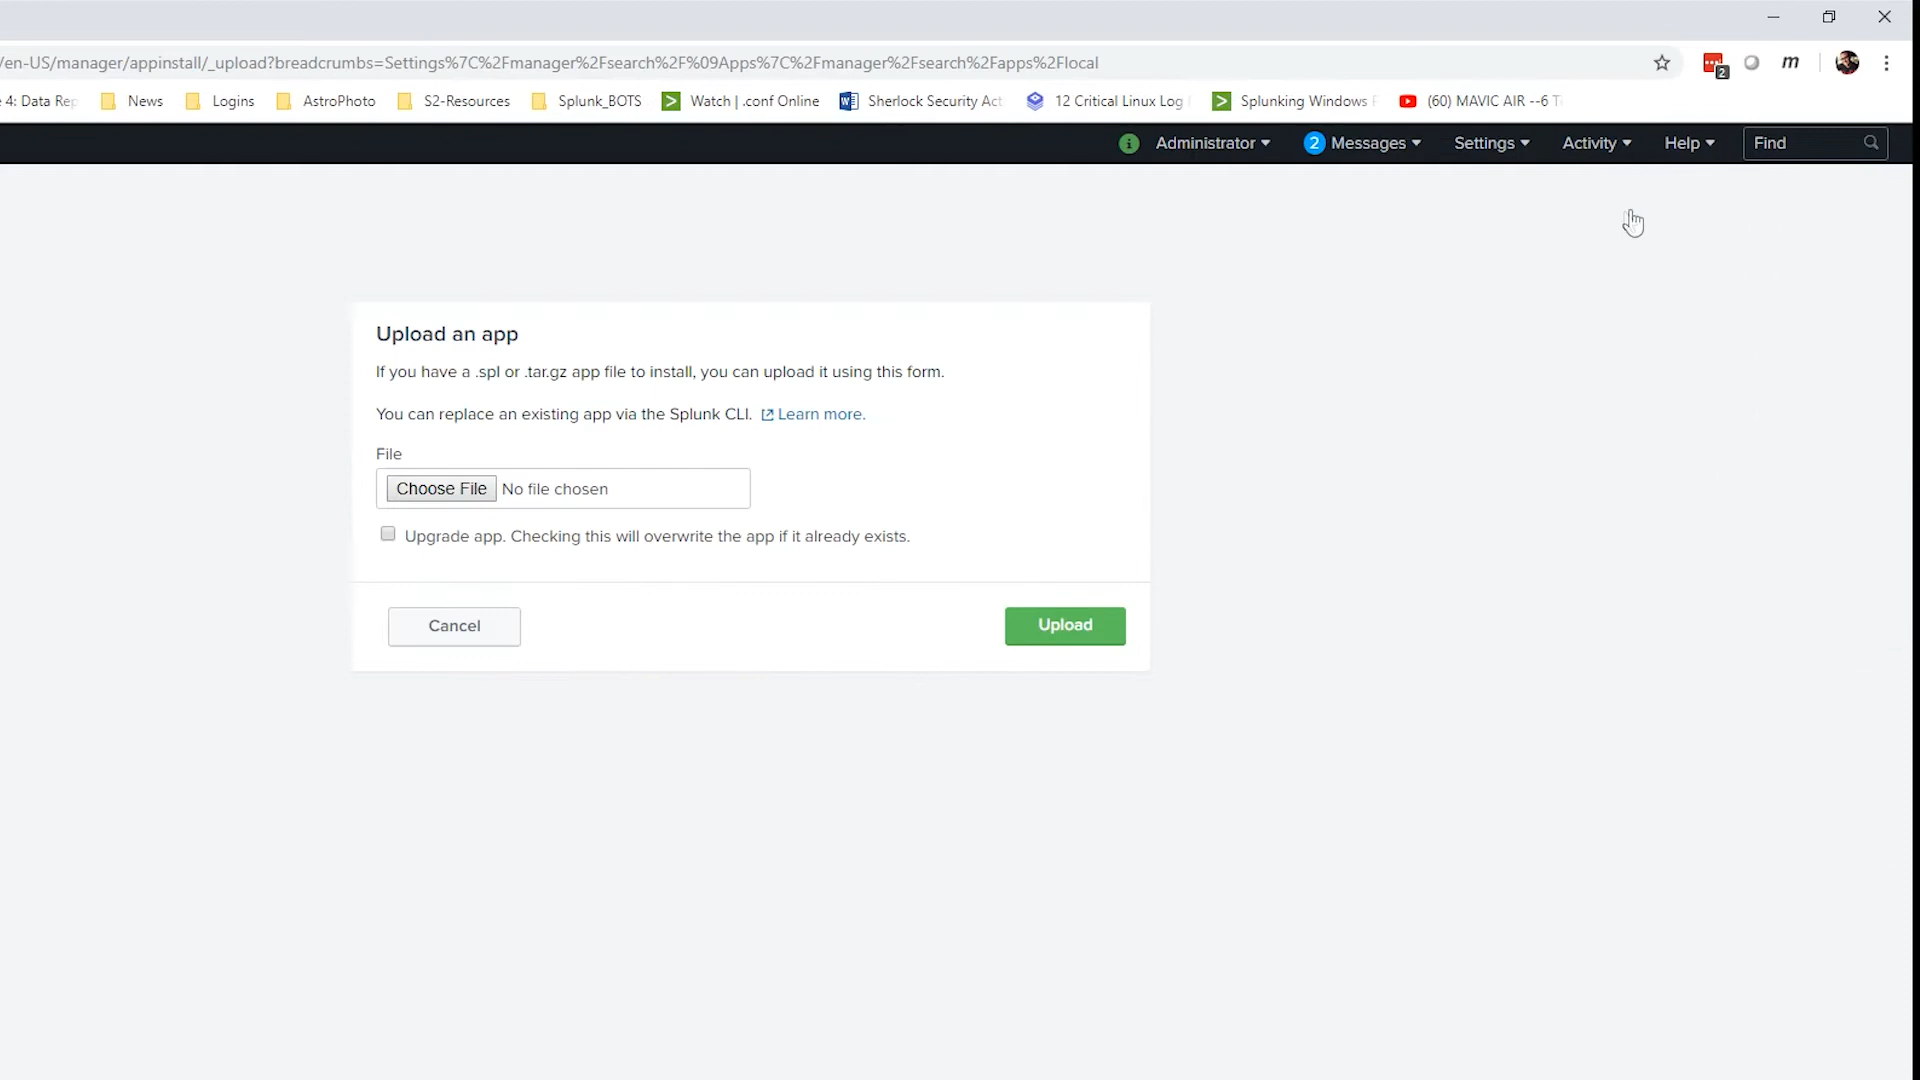 /en-US/manager/appinstall/_upload?breadcrumbs=Settings%7C%2Fmanager%2Fsearch%2F%09Apps%7C%2Fmanager%2Fsearch%2Fapps%2Flocal
2
m
4: Data Rep
News
Logins
AstroPhoto
S2-Resources
Splunk_BOTS
Watch | .conf Online
Sherlock Security Act
12 Critical Linux Log
Splunking Windows
(60) MAVIC AIR --6 T
Administrator
2 Messages
Settings
Activity
Help
Find
Upload an app
If you have a .spl or .tar.gz app file to install, you can upload it using this form.
You can replace an existing app via the Splunk CLI. Learn more.
File
Choose File No file chosen
Upgrade app. Checking this will overwrite the app if it already exists.
Cancel
Upload